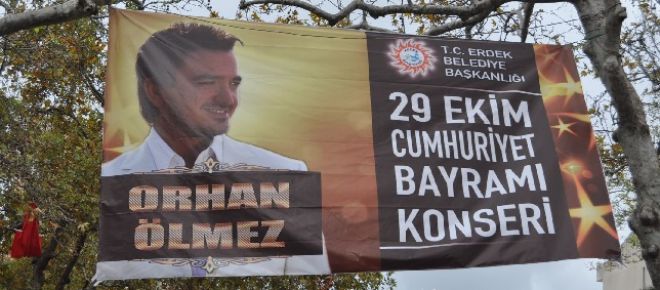 ORHAN
ÖLMEZ
T.C. ERDEK
BELEDİYE
BAŞKANLIĞI
29 EKİM
CUMHURİYET
BAYRAMI
KONSERİ